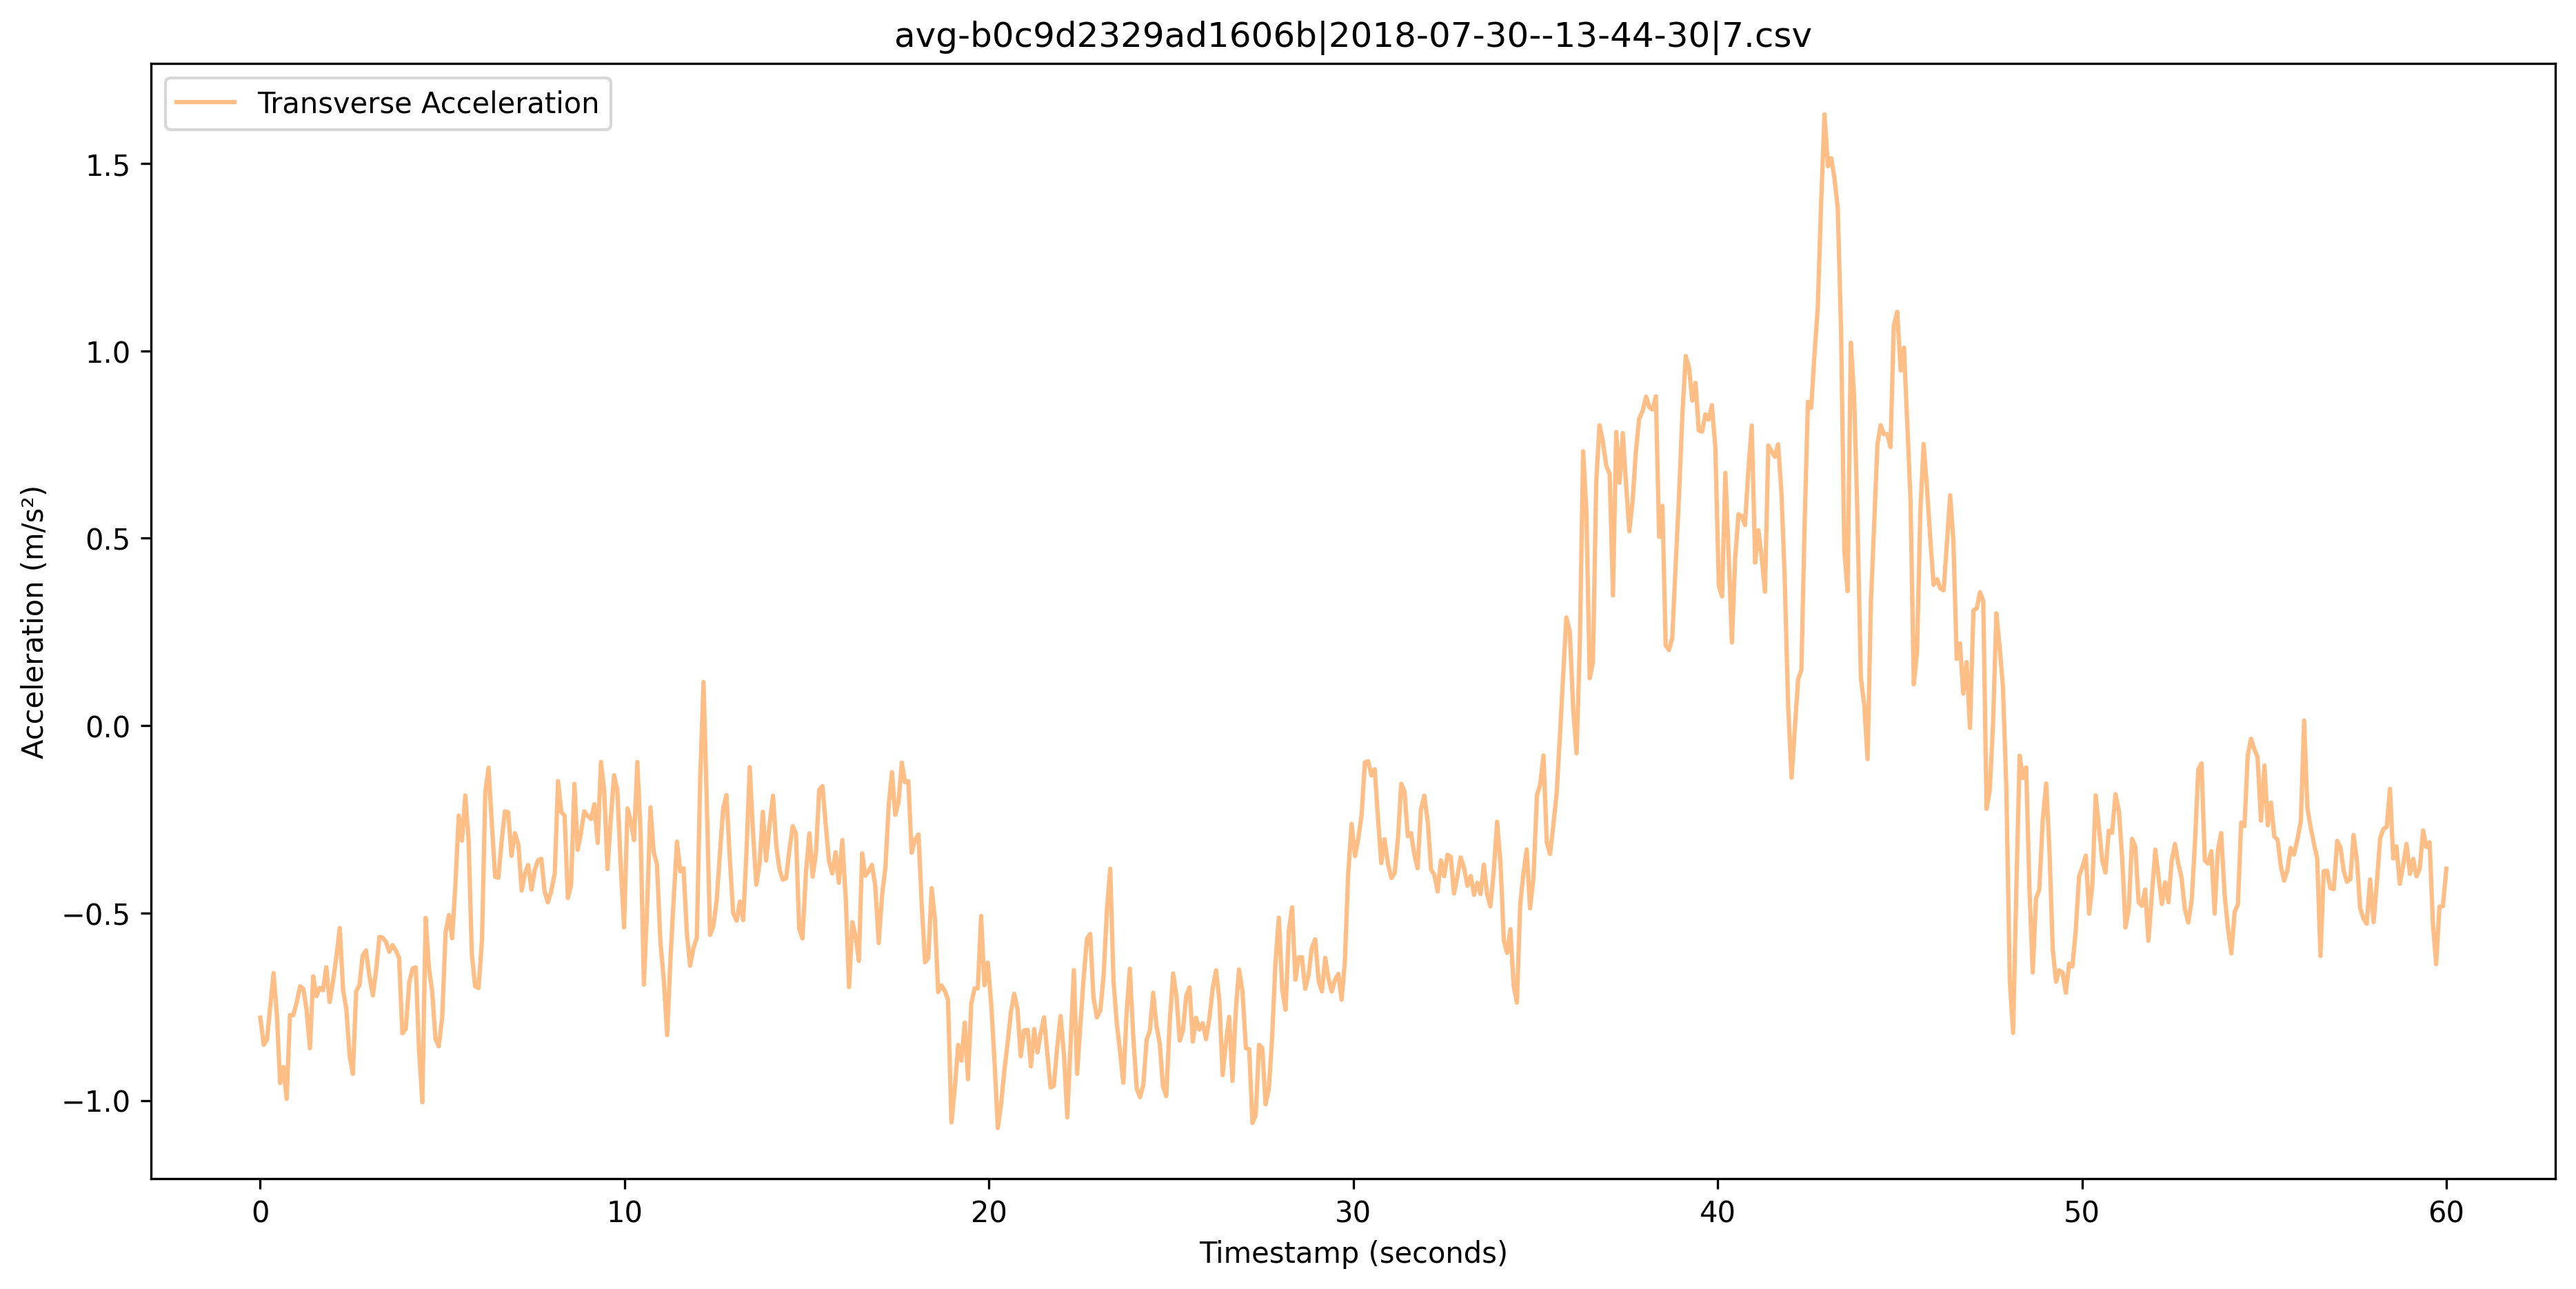 avg-b0c9d2329ad1606b|2018-07-30--13-44-30|7.csv
Transverse Acceleration
1.5
1.0
0.5
0.0
−0.5
−1.0
Acceleration (m/s²)
0 10 20 30 40 50 60
Timestamp (seconds)